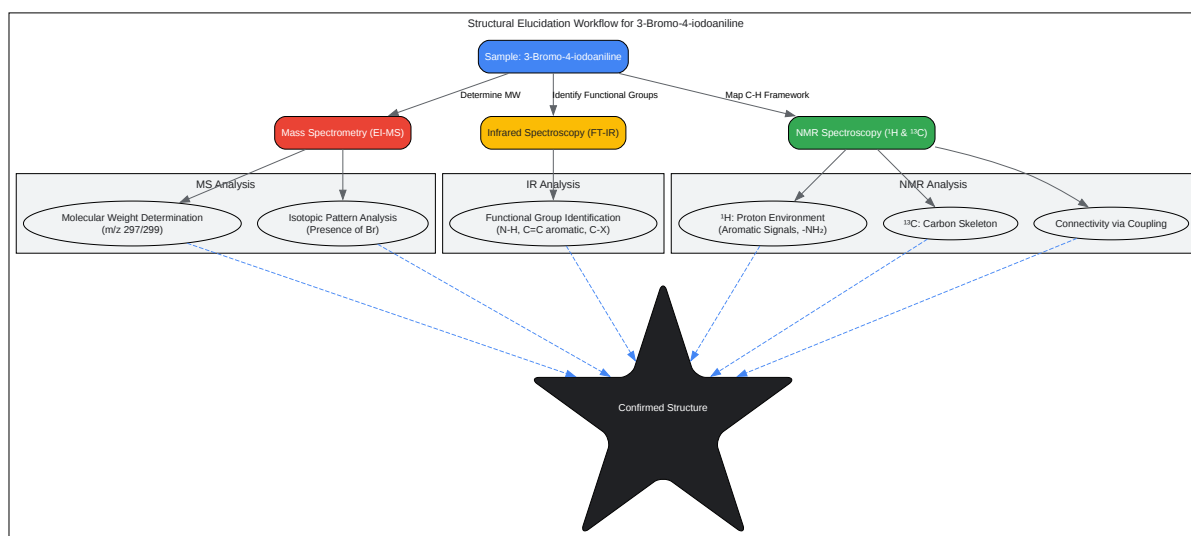 Structural Elucidation Workflow for 3-Bromo-4-iodoaniline
Sample: 3-Bromo-4-iodoaniline
Determine MW
Identify Functional Groups
Map C-H Framework
Mass Spectrometry (EI-MS)
Infrared Spectroscopy (FT-IR)
NMR Spectroscopy (¹H & ¹³C)
MS Analysis
IR Analysis
NMR Analysis
Molecular Weight Determination
(m/z 297/299)
Isotopic Pattern Analysis
(Presence of Br)
Functional Group Identification
(N-H, C=C aromatic, C-X)
¹H: Proton Environment
(Aromatic Signals, -NH₂)
¹³C: Carbon Skeleton
Connectivity via Coupling
Confirmed Structure